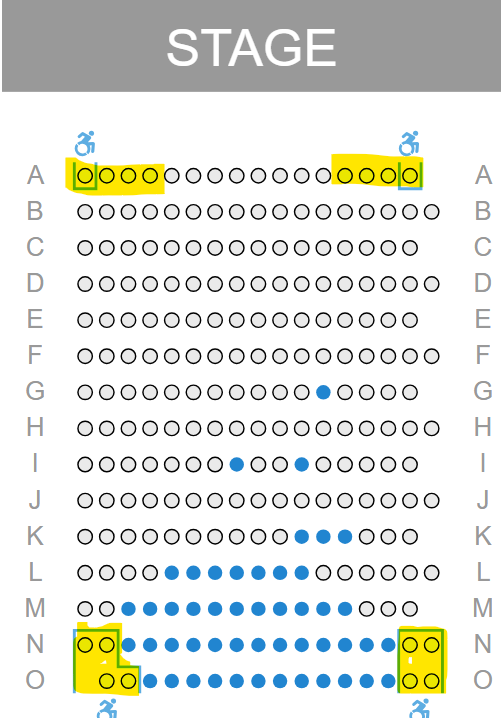 STAGE
A A
B B
C C
D D
E E
F F
G G
H H
I I
J J
K K
L L
M M
N N
O O